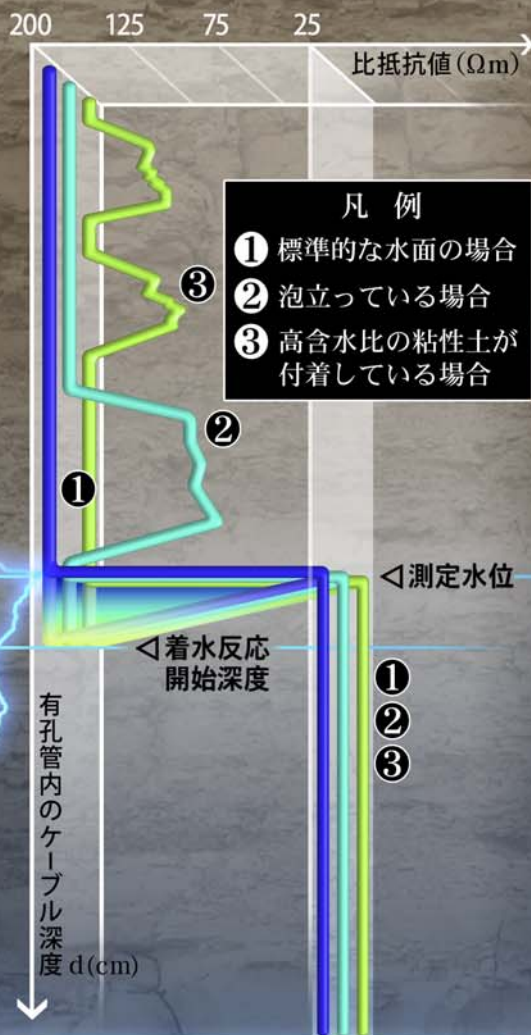 200 125 75 25
比抵抗値(Ωm)
凡 例
❶ 標準的な水面の場合
❷ 泡立っている場合
❸ 高含水比の粘性土が
付着している場合
❸
❷
❶
◁測定水位
◁着水反応
開始深度
❶
❷
❸
有孔管内のケーブル深度 d(cm)